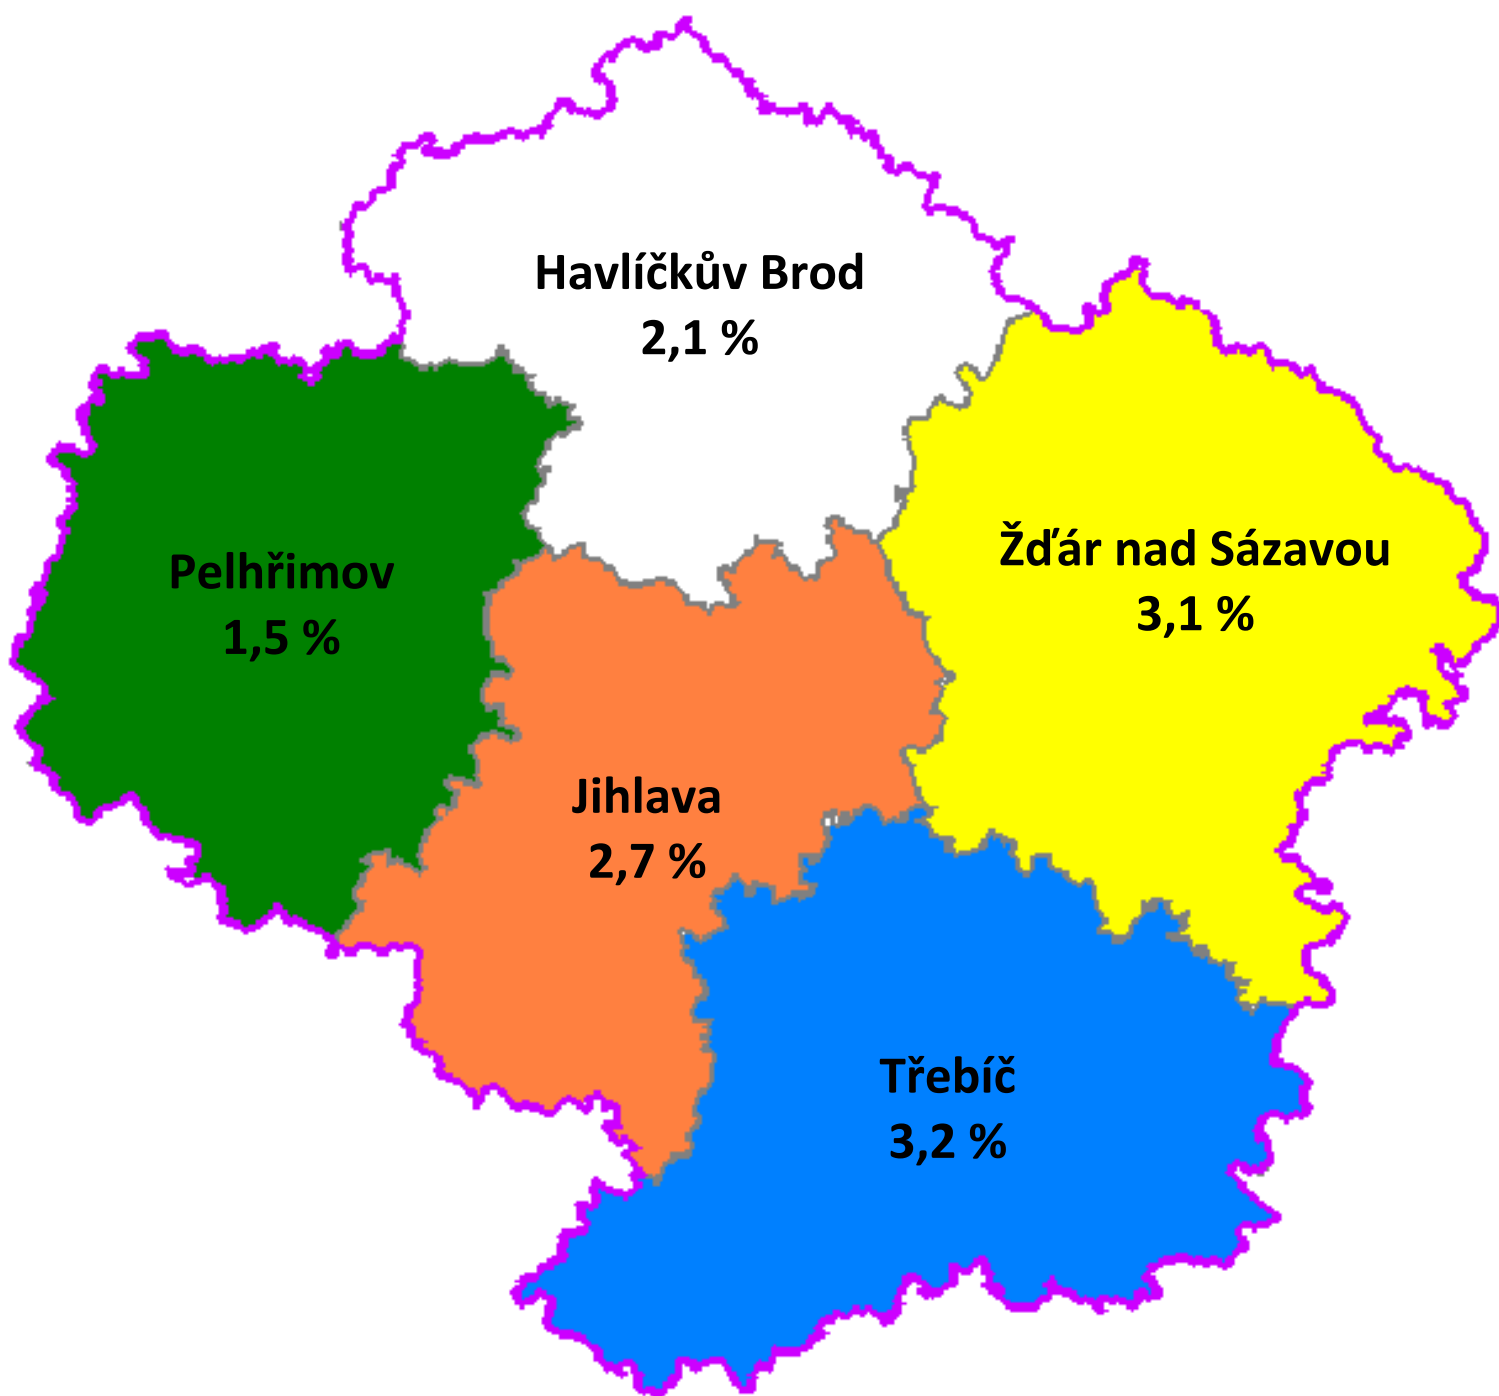 Havlíčkův Brod
2,1 %
Žďár nad Sázavou
3,1 %
Pelhřimov
1,5 %
Jihlava
2,7 %
Třebíč
3,2 %